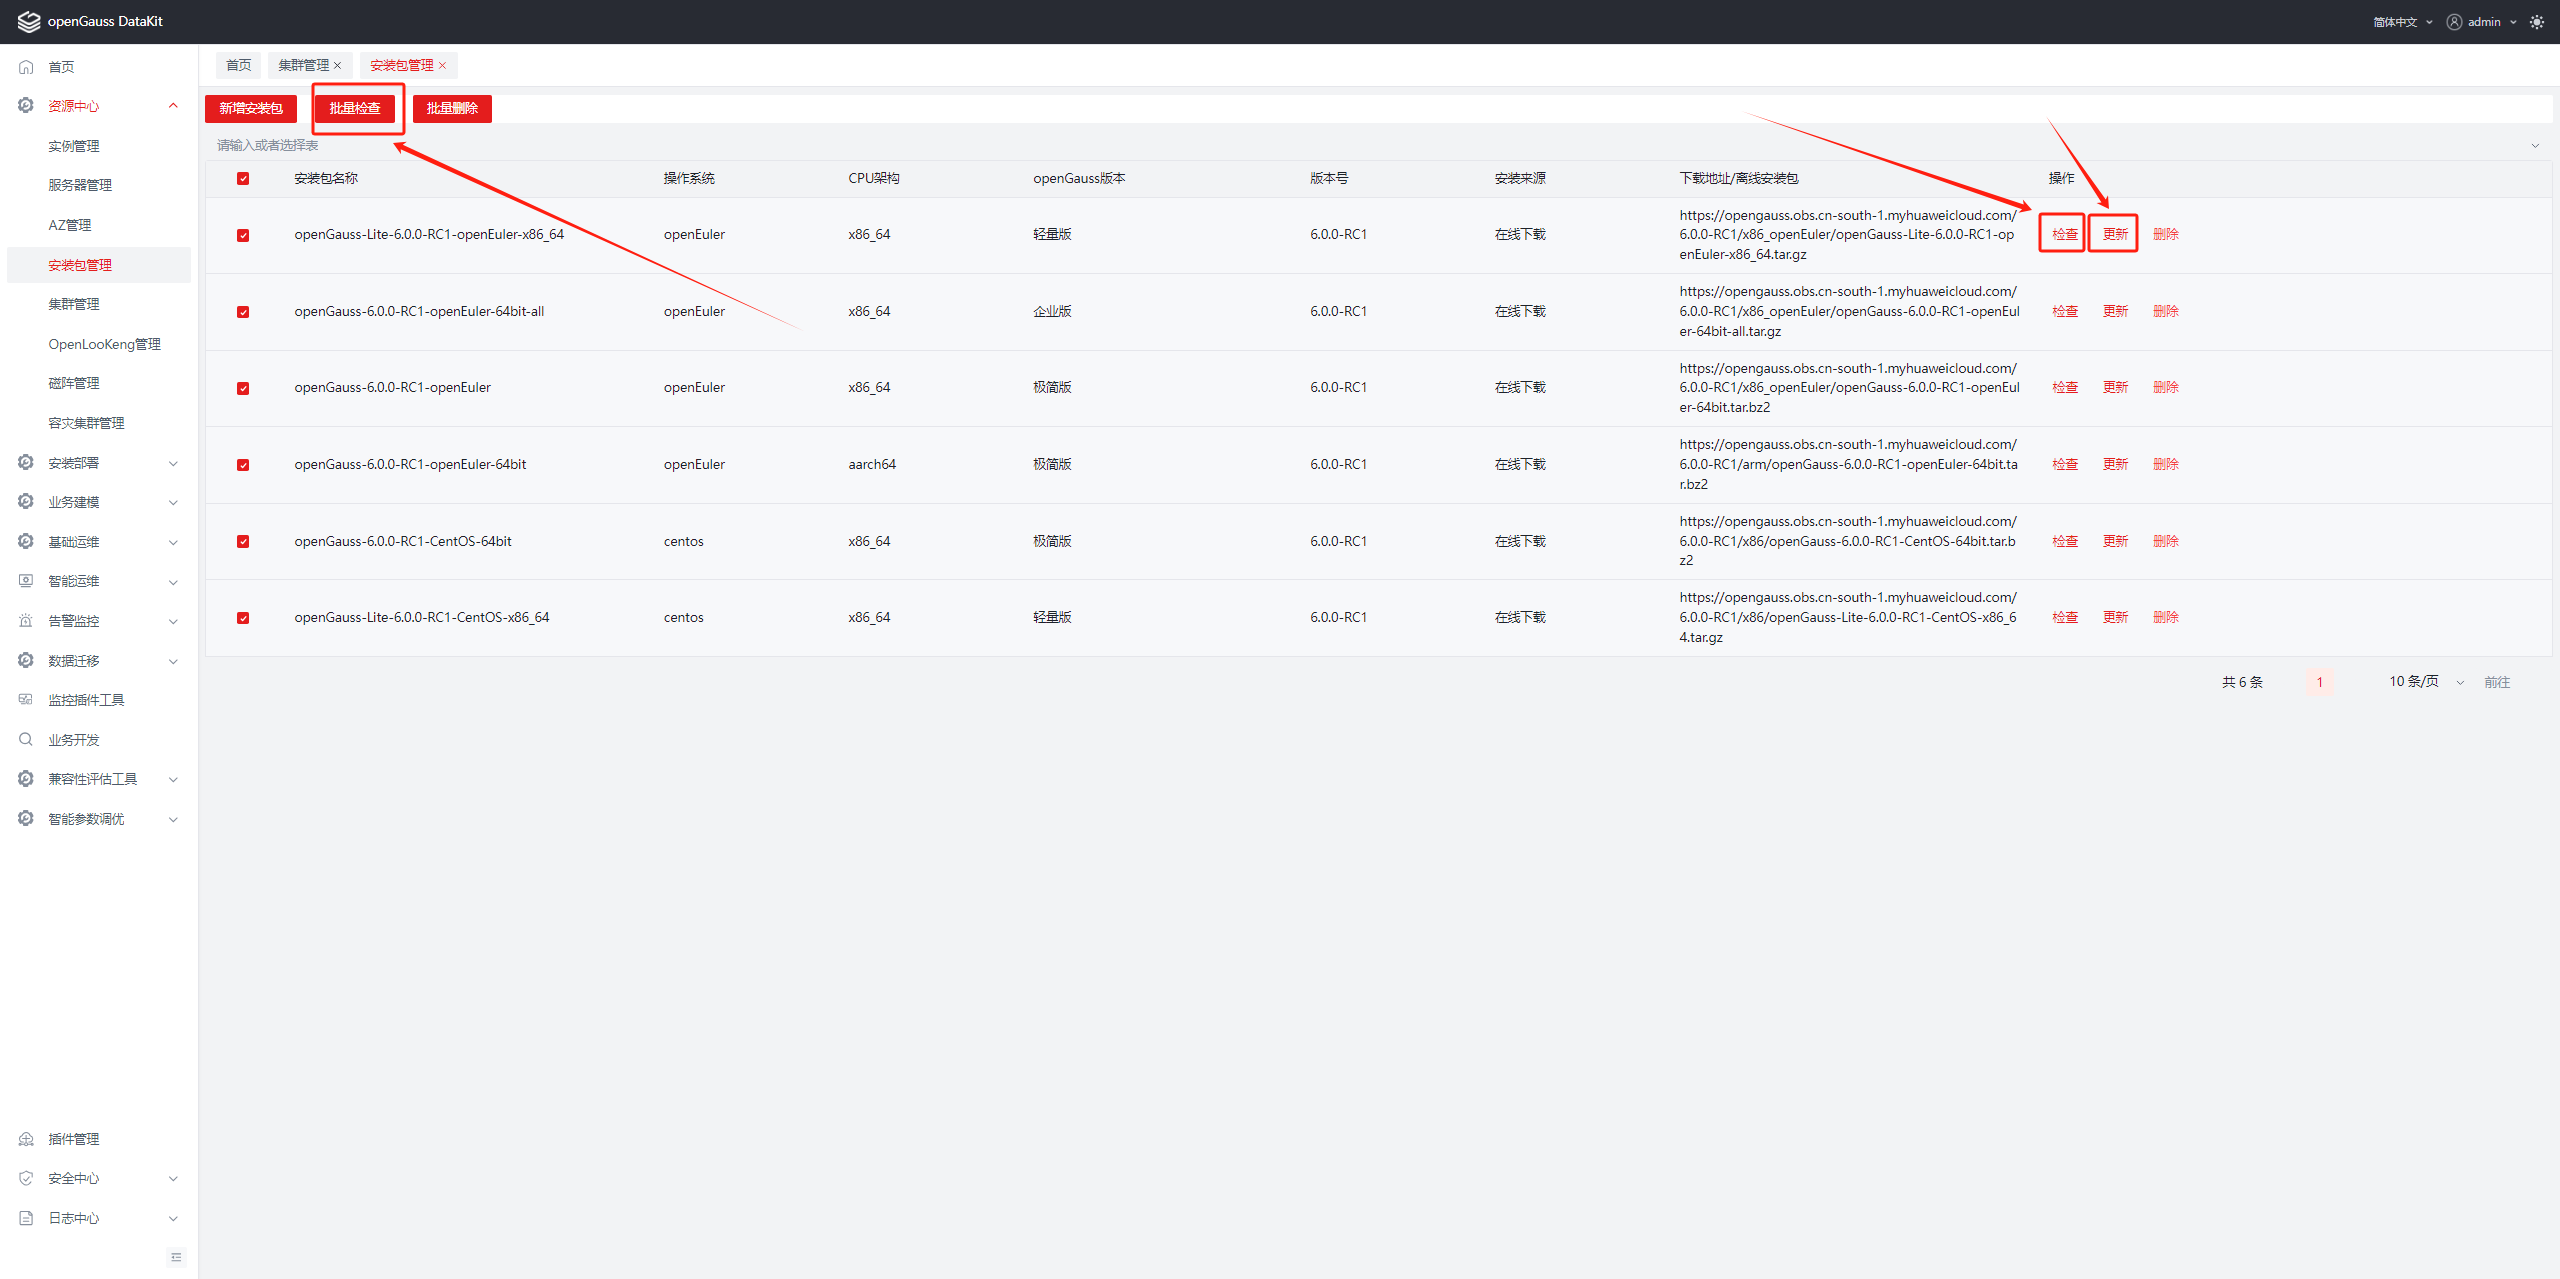 openGauss DataKit
简体中文
admin
首页
资源中心
实例管理
服务器管理
AZ管理
安装包管理
集群管理
OpenLooKeng管理
磁阵管理
容灾集群管理
安装部署
业务建模
基础运维
智能运维
告警监控
数据迁移
监控插件工具
业务开发
兼容性评估工具
智能参数调优
插件管理
安全中心
日志中心
首页 集群管理 安装包管理
新增安装包 批量检查 批量删除
请输入或者选择表
安装包名称 操作系统 CPU架构 openGauss版本 版本号 安装来源 下载地址/离线安装包 操作
openGauss-Lite-6.0.0-RC1-openEuler-x86_64 openEuler x86_64 轻量版 6.0.0-RC1 在线下载
https://opengauss.obs.cn-south-1.myhuaweicloud.com/
6.0.0-RC1/x86_openEuler/openGauss-Lite-6.0.0-RC1-op
enEuler-x86_64.tar.gz
检查 更新 删除
openGauss-6.0.0-RC1-openEuler-64bit-all openEuler x86_64 企业版 6.0.0-RC1 在线下载
https://opengauss.obs.cn-south-1.myhuaweicloud.com/
6.0.0-RC1/x86_openEuler/openGauss-6.0.0-RC1-openEul
er-64bit-all.tar.gz
检查 更新 删除
openGauss-6.0.0-RC1-openEuler openEuler x86_64 极简版 6.0.0-RC1 在线下载
https://opengauss.obs.cn-south-1.myhuaweicloud.com/
6.0.0-RC1/x86_openEuler/openGauss-6.0.0-RC1-openEul
er-64bit.tar.bz2
检查 更新 删除
openGauss-6.0.0-RC1-openEuler-64bit openEuler aarch64 极简版 6.0.0-RC1 在线下载
https://opengauss.obs.cn-south-1.myhuaweicloud.com/
6.0.0-RC1/arm/openGauss-6.0.0-RC1-openEuler-64bit.ta
r.bz2
检查 更新 删除
openGauss-6.0.0-RC1-CentOS-64bit centos x86_64 极简版 6.0.0-RC1 在线下载
https://opengauss.obs.cn-south-1.myhuaweicloud.com/
6.0.0-RC1/x86/openGauss-6.0.0-RC1-CentOS-64bit.tar.b
z2
检查 更新 删除
openGauss-Lite-6.0.0-RC1-CentOS-x86_64 centos x86_64 轻量版 6.0.0-RC1 在线下载
https://opengauss.obs.cn-south-1.myhuaweicloud.com/
6.0.0-RC1/x86/openGauss-Lite-6.0.0-RC1-CentOS-x86_6
4.tar.gz
检查 更新 删除
共 6 条 1 10 条/页 前往